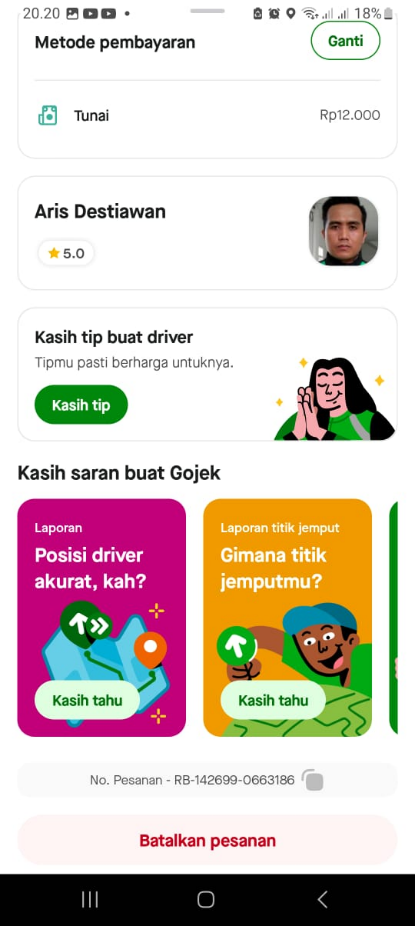 20.20 18%
Metode pembayaran
Ganti
Tunai Rp12.000
Aris Destiawan
5.0
Kasih tip buat driver
Tipmu pasti berharga untuknya.
Kasih tip
Kasih saran buat Gojek
Laporan
Posisi driver
akurat, kah?
Kasih tahu
Laporan titik jemput
Gimana titik
jemputmu?
Kasih tahu
No. Pesanan - RB-142699-0663186
Batalkan pesanan